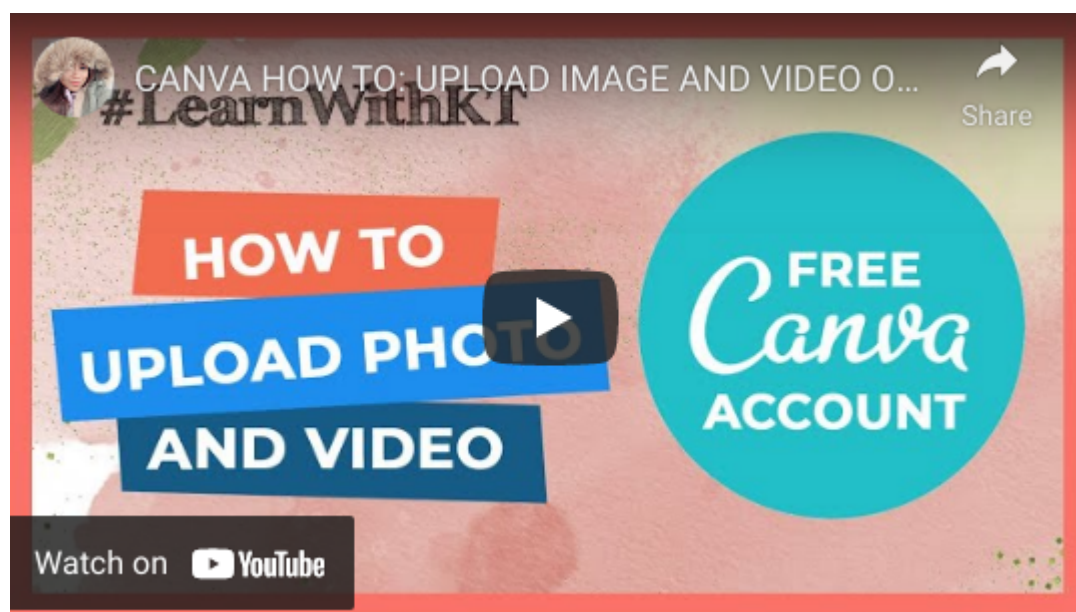 CANVA HOW TO: UPLOAD IMAGE AND VIDEO O...
Share
#LearnWithKT
HOW TO
UPLOAD PHOTO
AND VIDEO
FREE
Canva
ACCOUNT
Watch on YouTube